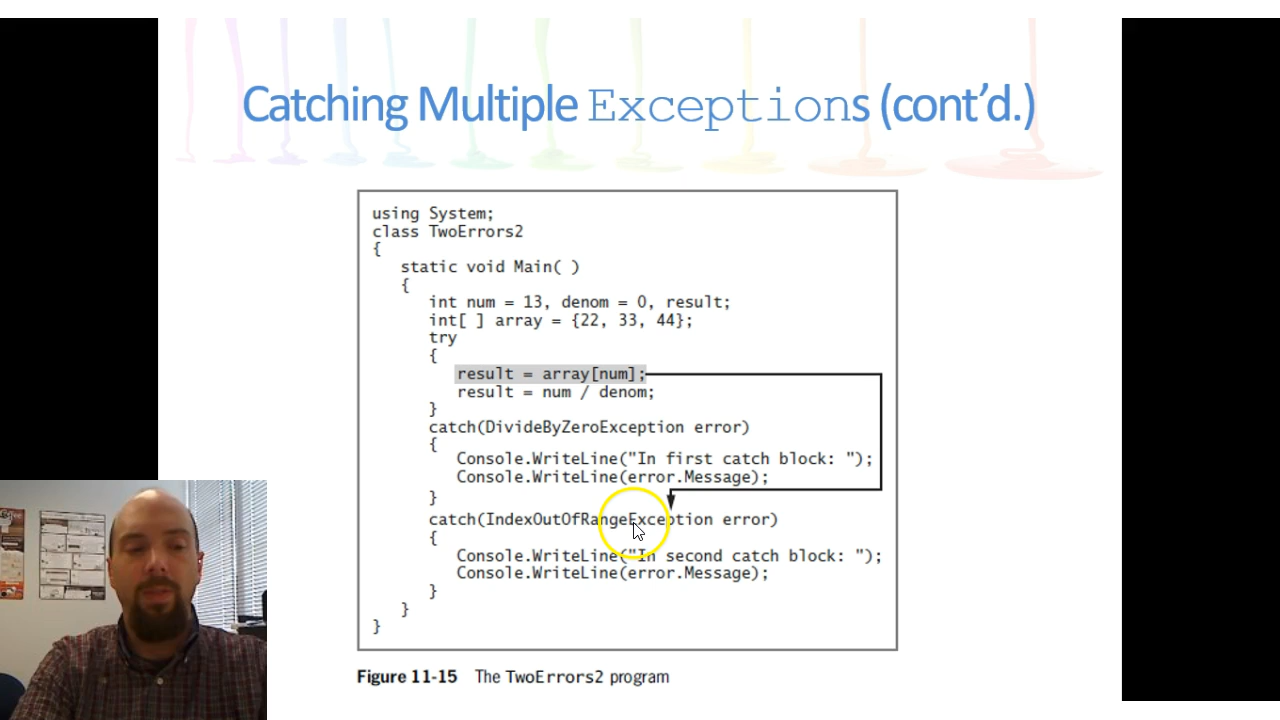 Catching Multiple Exceptions (cont'd.)
using System;
class TwoErrors2
{
static void Main( )
{
int num = 13, denom = 0, result;
int[ ] array = {22, 33, 44};
try
{
result = array[num];
result = num / denom;
}
catch(DivideByZeroException error)
{
Console.WriteLine("In first catch block: ");
Console.WriteLine(error.Message);
}
catch(IndexOutOfRangeException error)
{
Console.WriteLine("In second catch block: ");
Console.WriteLine(error.Message);
}
}
}
Figure 11-15 The TwoErrors2 program